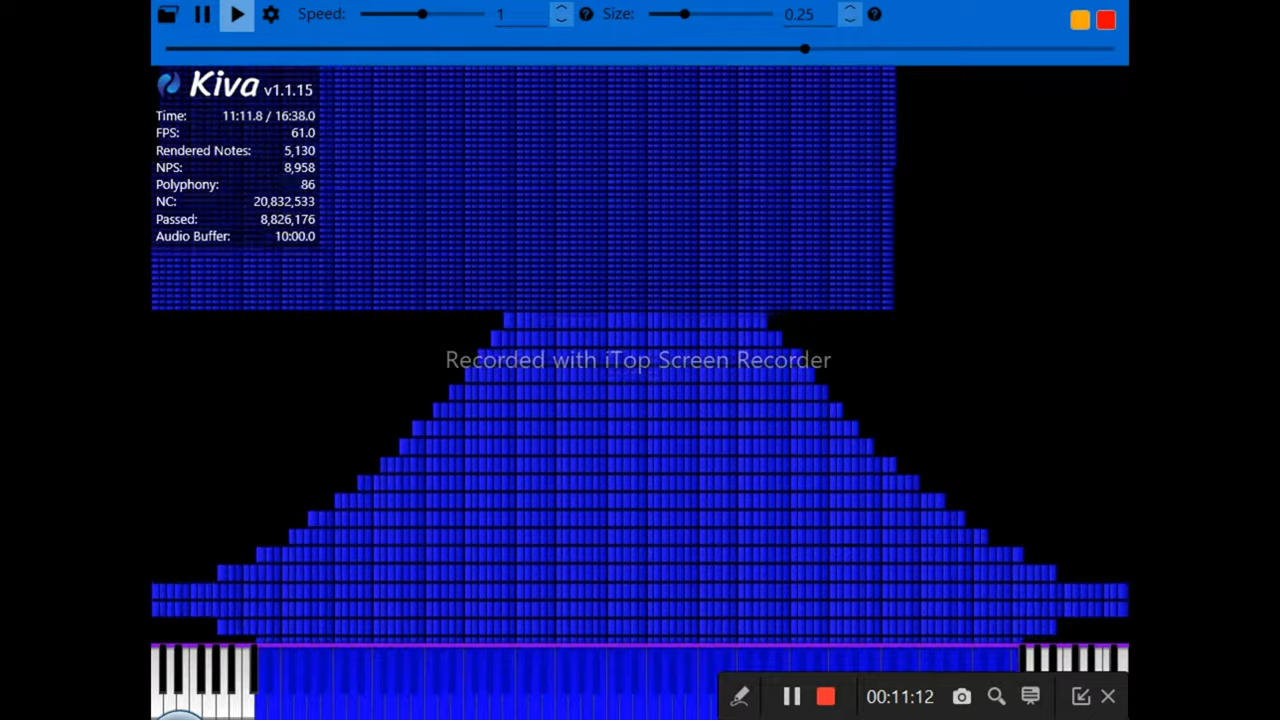 Speed: 1 Size: 0.25
Kiva v1.1.15
Time: 11:11.8 / 16:38.0
FPS: 61.0
Rendered Notes: 5,130
NPS: 8,958
Polyphony: 86
NC: 20,832,533
Passed: 8,826,176
Audio Buffer: 10:00.0
Recorded with iTop Screen Recorder
00:11:12